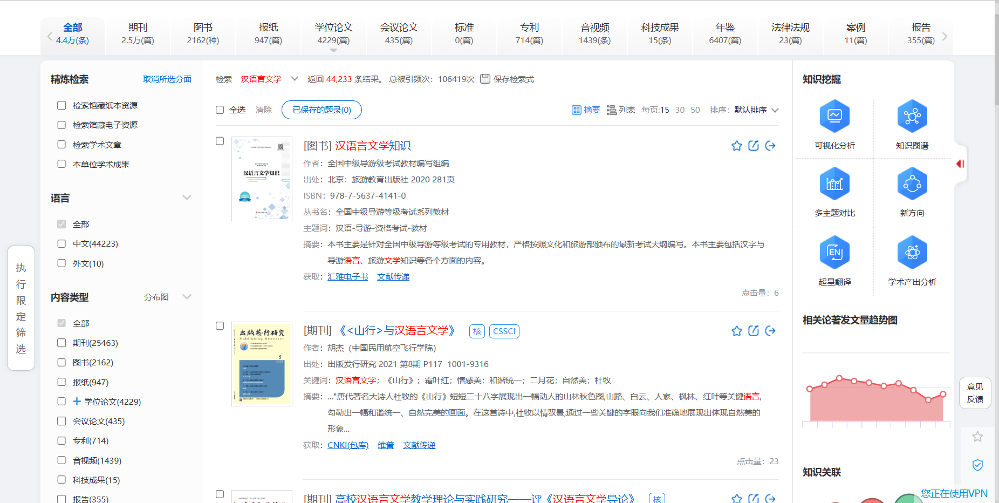 全部
4.4万(条)
期刊
2.5万(篇)
图书
2162(种)
报纸
947(篇)
学位论文
4229(篇)
会议论文
435(篇)
标准
0(篇)
专利
714(篇)
音视频
1439(条)
科技成果
15(条)
年鉴
6407(篇)
法律法规
23(篇)
案例
11(篇)
报告
355(篇)
执行限定筛选
精炼检索 取消所选分面
检索馆藏纸本资源
检索馆藏电子资源
检索学术文章
本单位学术成果
语言
全部
中文(44223)
外文(10)
内容类型 分布图
全部
期刊(25463)
图书(2162)
报纸(947)
学位论文(4229)
会议论文(435)
专利(714)
音视频(1439)
科技成果(15)
报告(355)
检索 汉语言文学 返回 44,233 条结果。 总被引频次：106419次 保存检索式
全选 清除 已保存的题录(0) 摘要 列表 每页:15 30 50 排序：默认排序
汉语言文学知识
[图书] 汉语言文学知识
作者：全国中级导游级考试教材编写组编
出处：北京：旅游教育出版社 2020 281页
ISBN：978-7-5637-4141-0
丛书名：全国中级导游等级考试系列教材
主题词：汉语-导游-资格考试-教材
摘要：本书主要是针对全国中级导游等级考试的专用教材，严格按照文化和旅游部颁布的最新考试大纲编写。本书主要包括汉字与
导游语言、旅游文学知识等各个方面的内容。
获取：汇雅电子书 文献传递
点击量：6
出版发行研究
Publishing Research
5
[期刊] 《<山行>与汉语言文学》 核 CSSCI
作者：胡杰（中国民用航空飞行学院）
出处：出版发行研究 2021 第8期 P117 1001-9316
关键词：汉语言文学；《山行》；霜叶红；情感美；和谐统一；二月花；自然美；杜牧
摘要：..."唐代著名大诗人杜牧的《山行》短短二十八字展现出一幅动人的山林秋色图,山路、白云、人家、枫林、红叶等关键语言,
勾勒出一幅和谐统一、自然完美的画面。在这首诗中,杜牧以情驭景,通过一些关键的字眼向我们准确地展现出体现自然美的
形象...
获取：CNKI(包库) 维普 文献传递
点击量：23
[期刊] 高校汉语言文学教学理论与实践研究——评《汉语言文学导论》 核
知识挖掘
可视化分析
知识图谱
多主题对比
新方向
EN
超星翻译
学术产出分析
相关论著发文量趋势图
知识关联
意见
反馈
您正在使用VPN